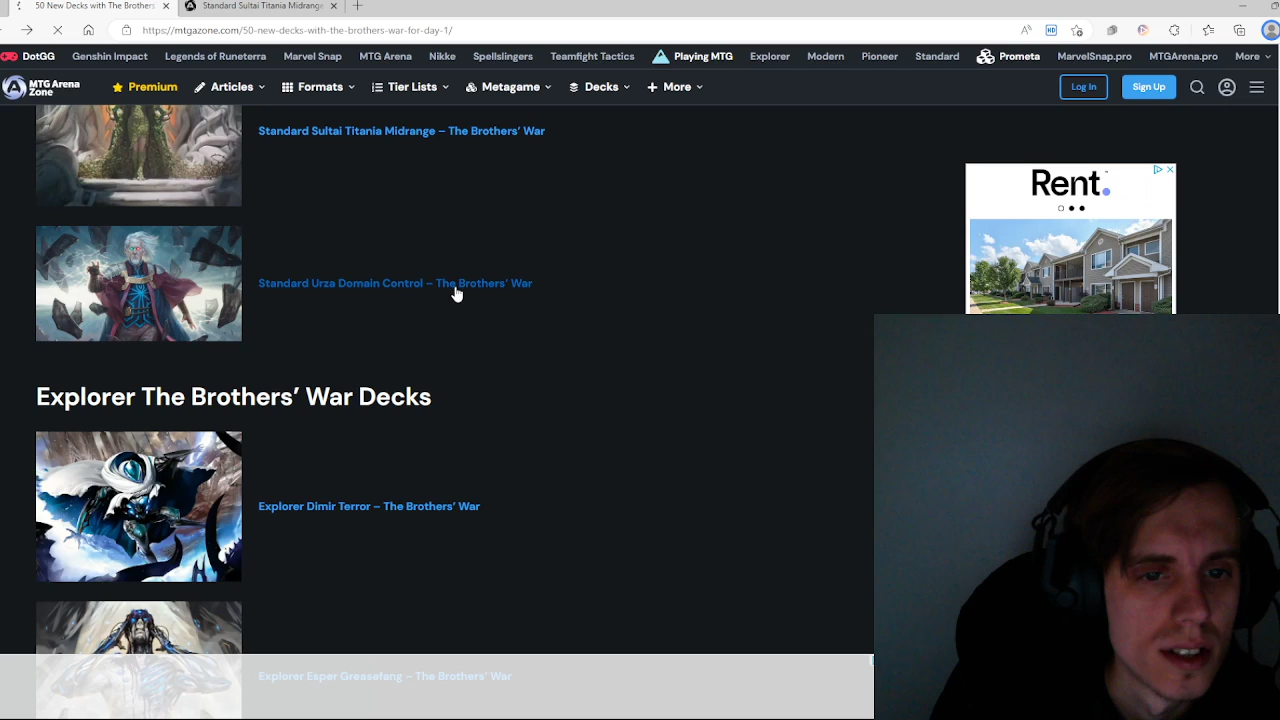 50 New Decks with The Brothers
Standard Sultai Titania Midrange
https://mtgazone.com/50-new-decks-with-the-brothers-war-for-day-1/
DotGG Genshin Impact Legends of Runeterra Marvel Snap MTG Arena Nikke Spellslingers Teamfight Tactics Playing MTG Explorer Modern Pioneer Standard Prometa MarvelSnap.pro MTGArena.pro More
MTG Arena
Zone
Premium Articles Formats Tier Lists Metagame Decks More Log In Sign Up
Standard Sultai Titania Midrange – The Brothers' War
Rent.
Standard Urza Domain Control – The Brothers' War
Explorer The Brothers' War Decks
Explorer Dimir Terror – The Brothers' War
Explorer Esper Greasefang – The Brothers' War